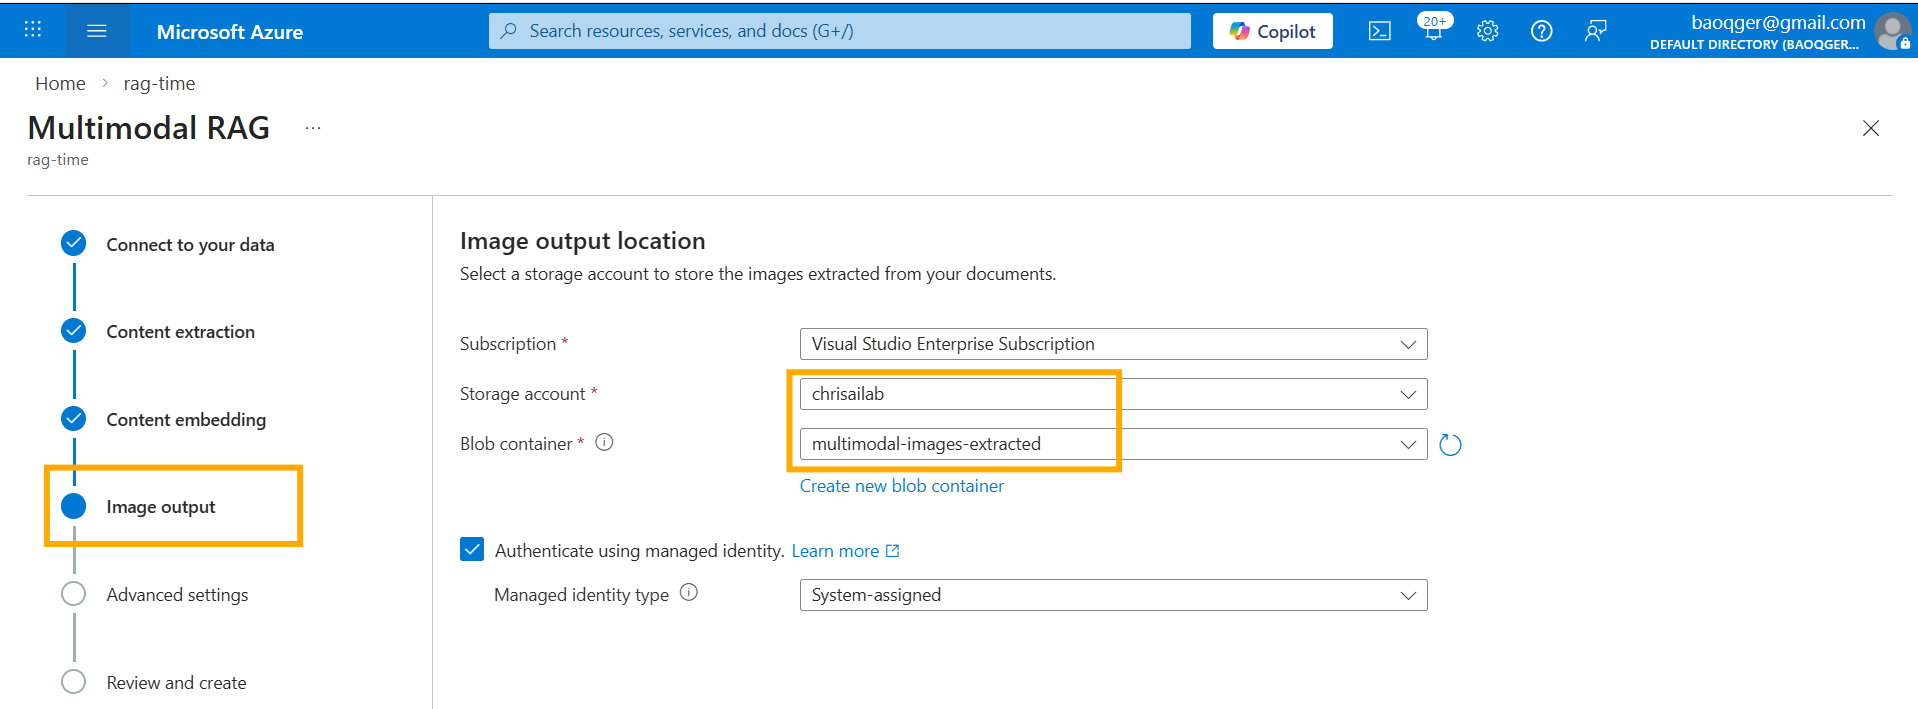 Microsoft Azure
Search resources, services, and docs (G+/)
Copilot
20+
baoqger@gmail.com
DEFAULT DIRECTORY (BAOQGER...
Home > rag-time
Multimodal RAG ...
rag-time
Connect to your data
Content extraction
Content embedding
Image output
Advanced settings
Review and create
Image output location
Select a storage account to store the images extracted from your documents.
Subscription * Visual Studio Enterprise Subscription
Storage account * chrisailab
Blob container * multimodal-images-extracted
Create new blob container
Authenticate using managed identity. Learn more
Managed identity type System-assigned